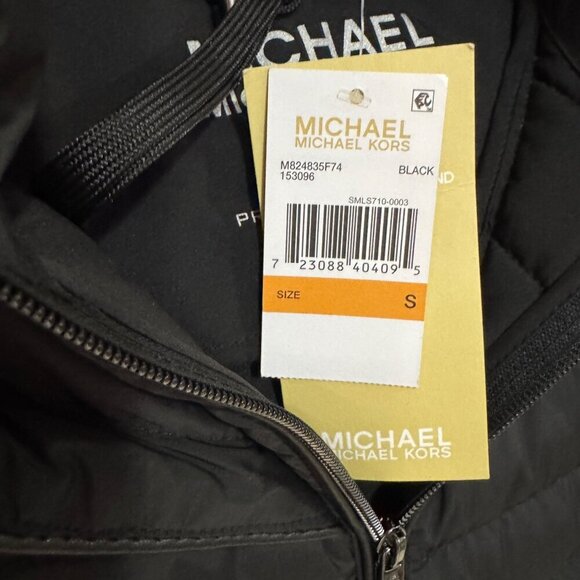 MICHAEL
MICHAEL
MICHAEL KORS
M824835F74 BLACK
153096
SMLS710-0003
7 23088 40409 5
SIZE S
MICHAEL
MICHAEL KORS